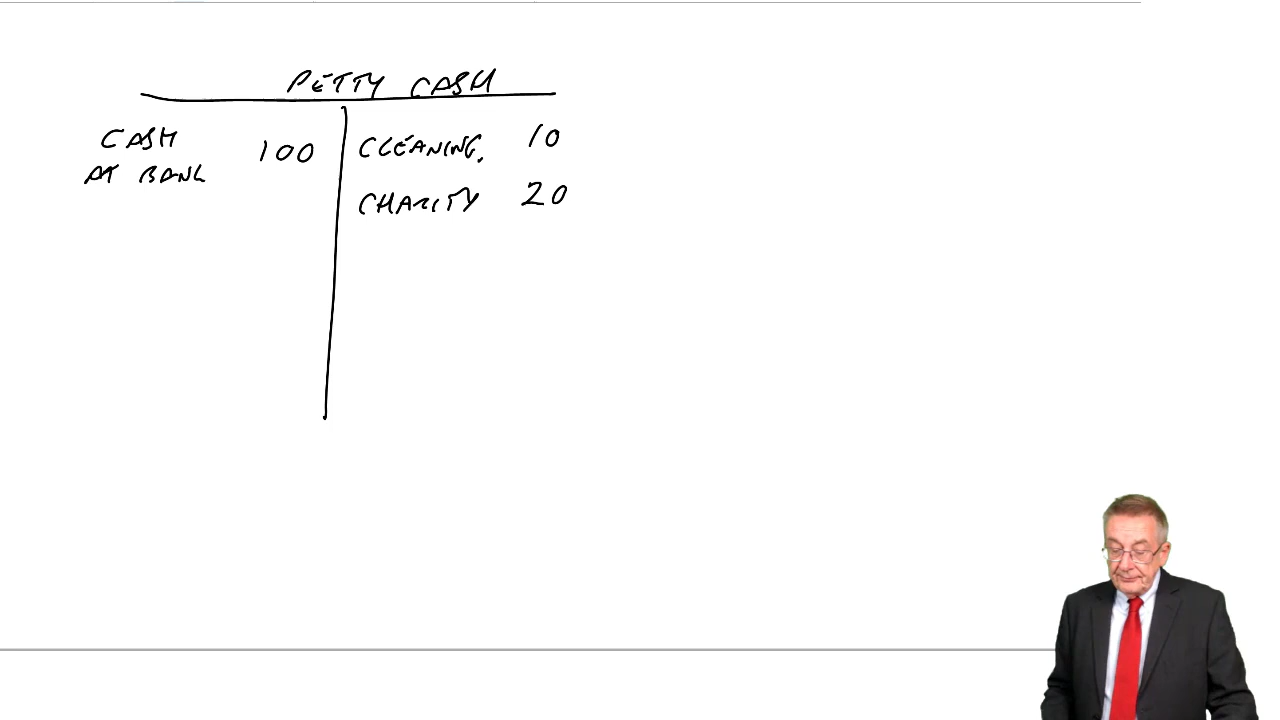 PETTY CASH
CASH
AT BANK 100
CLEANING. 10
CHARITY 20